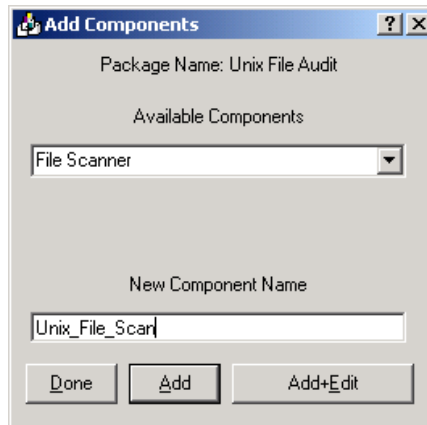 Add Components
Package Name: Unix File Audit
Available Components
File Scanner
New Component Name
Unix_File_Scan
Done Add Add+Edit